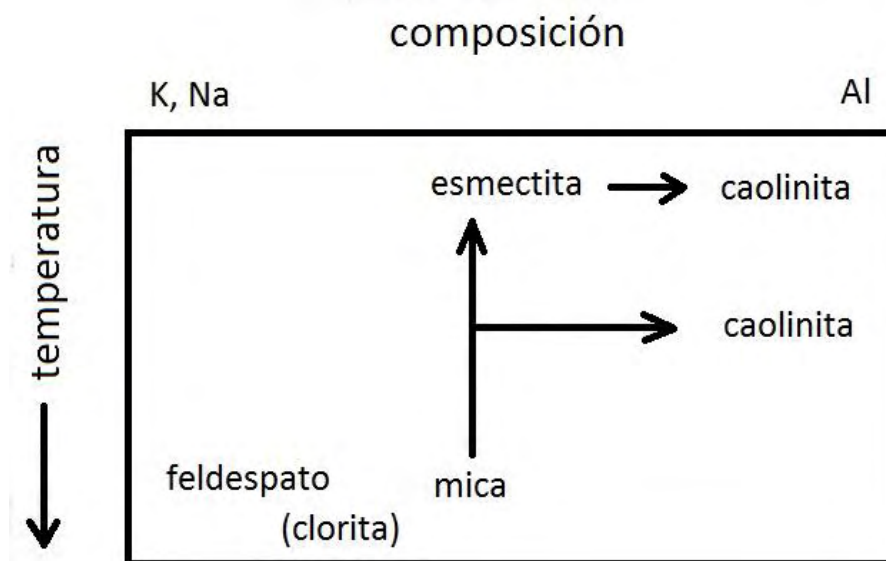 composición
K, Na
Al
temperatura
esmectita
caolinita
caolinita
feldespato
mica
(clorita)